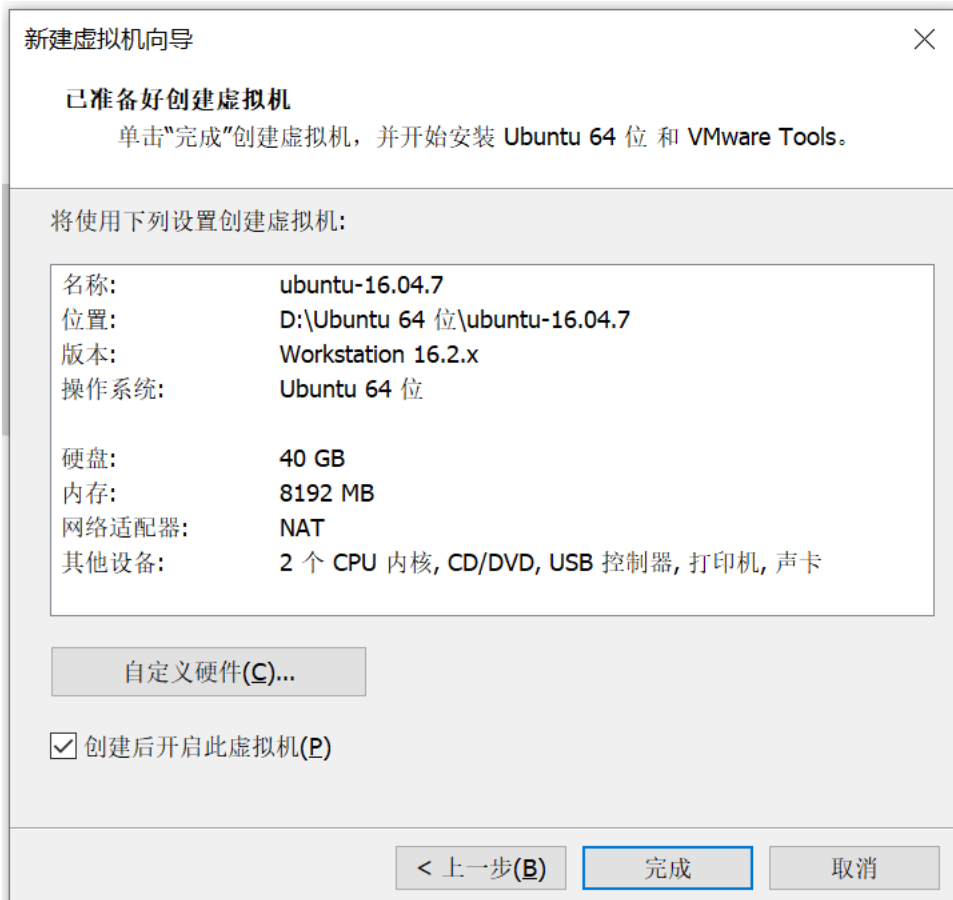 新建虚拟机向导
已准备好创建虚拟机
单击“完成”创建虚拟机，并开始安装 Ubuntu 64 位 和 VMware Tools。
将使用下列设置创建虚拟机:
名称: ubuntu-16.04.7
位置: D:\Ubuntu 64 位\ubuntu-16.04.7
版本: Workstation 16.2.x
操作系统: Ubuntu 64 位
硬盘: 40 GB
内存: 8192 MB
网络适配器: NAT
其他设备: 2 个 CPU 内核, CD/DVD, USB 控制器, 打印机, 声卡
自定义硬件(C)...
创建后开启此虚拟机(P)
< 上一步(B) 完成 取消